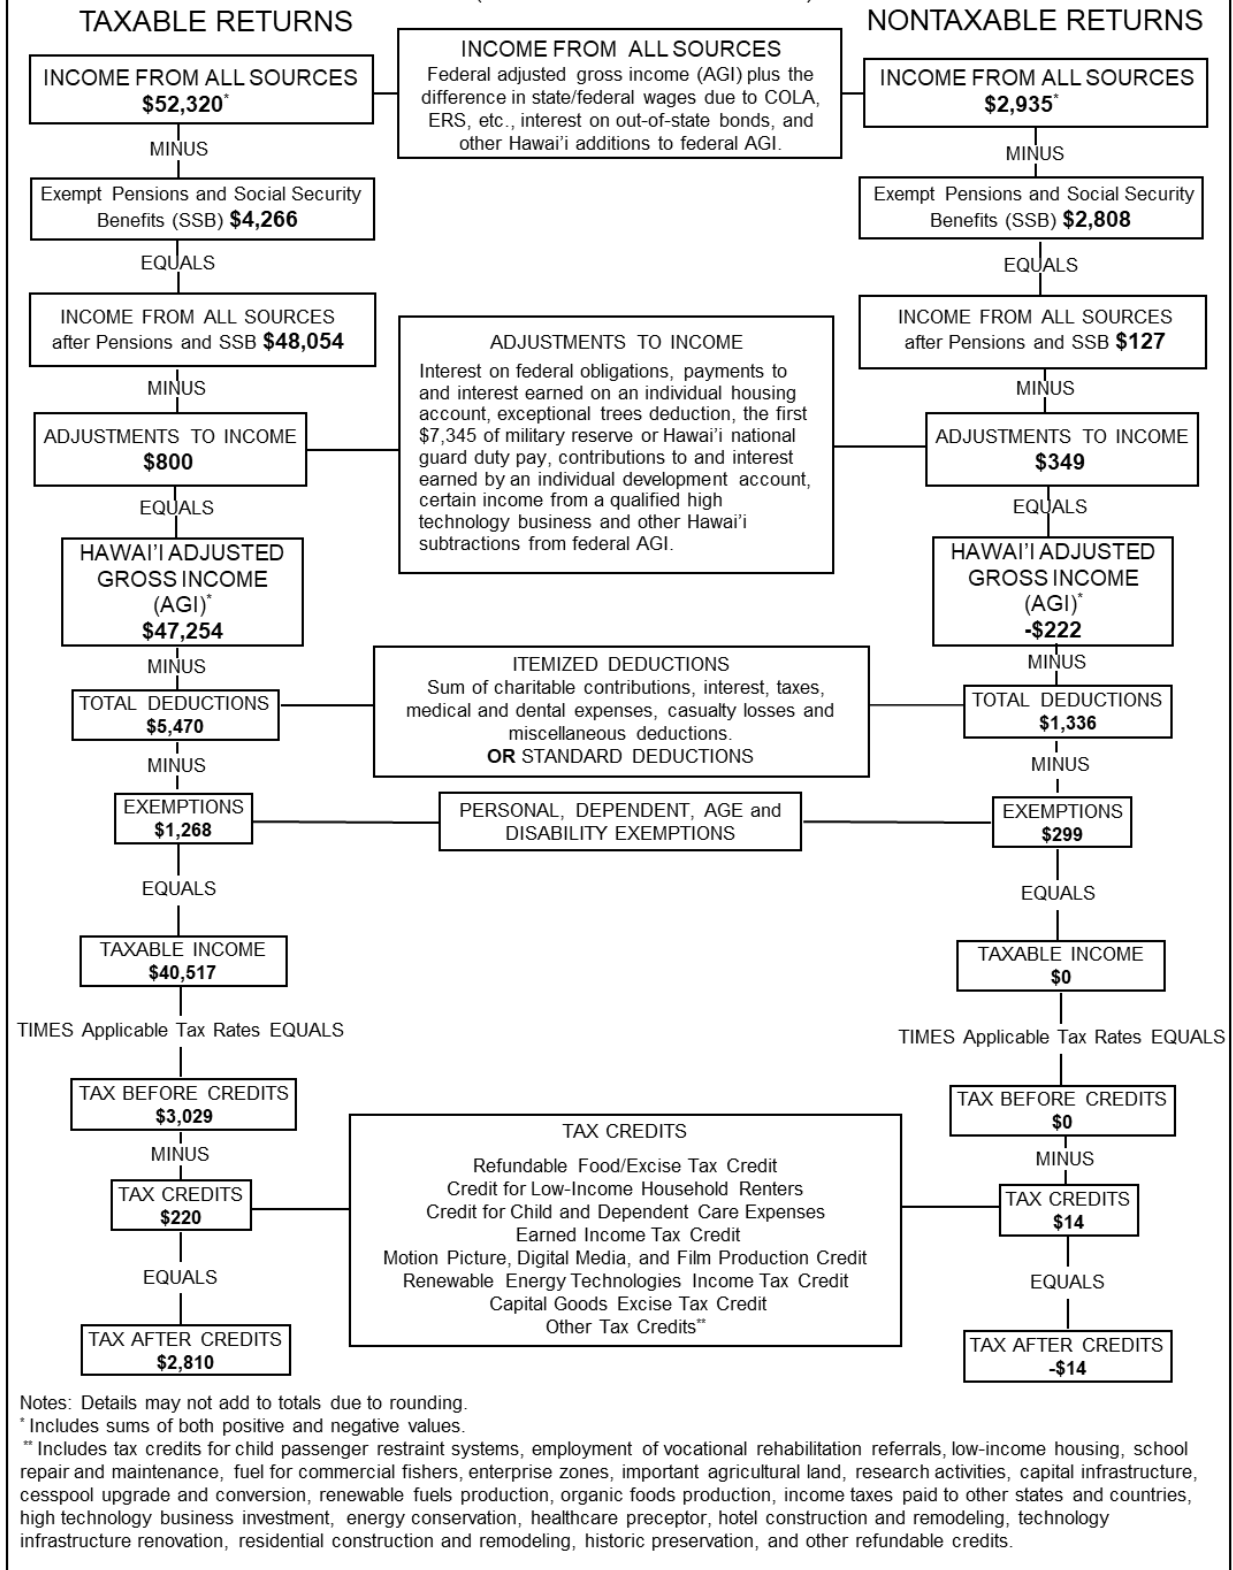 TAXABLE RETURNS
NONTAXABLE RETURNS
INCOME FROM ALL SOURCES
$52,320*
INCOME FROM ALL SOURCES
Federal adjusted gross income (AGI) plus the
difference in state/federal wages due to COLA,
ERS, etc., interest on out-of-state bonds, and
other Hawai'i additions to federal AGI.
INCOME FROM ALL SOURCES
$2,935*
MINUS
MINUS
Exempt Pensions and Social Security
Benefits (SSB) $4,266
Exempt Pensions and Social Security
Benefits (SSB) $2,808
EQUALS
EQUALS
INCOME FROM ALL SOURCES
after Pensions and SSB $48,054
INCOME FROM ALL SOURCES
after Pensions and SSB $127
MINUS
MINUS
ADJUSTMENTS TO INCOME
$800
ADJUSTMENTS TO INCOME
Interest on federal obligations, payments to
and interest earned on an individual housing
account, exceptional trees deduction, the first
$7,345 of military reserve or Hawai'i national
guard duty pay, contributions to and interest
earned by an individual development account,
certain income from a qualified high
technology business and other Hawai'i
subtractions from federal AGI.
ADJUSTMENTS TO INCOME
$349
EQUALS
EQUALS
HAWAI'I ADJUSTED
GROSS INCOME
(AGI)*
$47,254
HAWAI'I ADJUSTED
GROSS INCOME
(AGI)*
-$222
MINUS
MINUS
TOTAL DEDUCTIONS
$5,470
ITEMIZED DEDUCTIONS
Sum of charitable contributions, interest, taxes,
medical and dental expenses, casualty losses and
miscellaneous deductions.
OR STANDARD DEDUCTIONS
TOTAL DEDUCTIONS
$1,336
MINUS
MINUS
EXEMPTIONS
$1,268
PERSONAL, DEPENDENT, AGE and
DISABILITY EXEMPTIONS
EXEMPTIONS
$299
EQUALS
EQUALS
TAXABLE INCOME
$40,517
TAXABLE INCOME
$0
TIMES Applicable Tax Rates EQUALS
TIMES Applicable Tax Rates EQUALS
TAX BEFORE CREDITS
$3,029
TAX BEFORE CREDITS
$0
MINUS
MINUS
TAX CREDITS
$220
TAX CREDITS
Refundable Food/Excise Tax Credit
Credit for Low-Income Household Renters
Credit for Child and Dependent Care Expenses
Earned Income Tax Credit
Motion Picture, Digital Media, and Film Production Credit
Renewable Energy Technologies Income Tax Credit
Capital Goods Excise Tax Credit
Other Tax Credits**
TAX CREDITS
$14
EQUALS
EQUALS
TAX AFTER CREDITS
$2,810
TAX AFTER CREDITS
-$14
Notes: Details may not add to totals due to rounding.
* Includes sums of both positive and negative values.
** Includes tax credits for child passenger restraint systems, employment of vocational rehabilitation referrals, low-income housing, school
repair and maintenance, fuel for commercial fishers, enterprise zones, important agricultural land, research activities, capital infrastructure,
cesspool upgrade and conversion, renewable fuels production, organic foods production, income taxes paid to other states and countries,
high technology business investment, energy conservation, healthcare preceptor, hotel construction and remodeling, technology
infrastructure renovation, residential construction and remodeling, historic preservation, and other refundable credits.